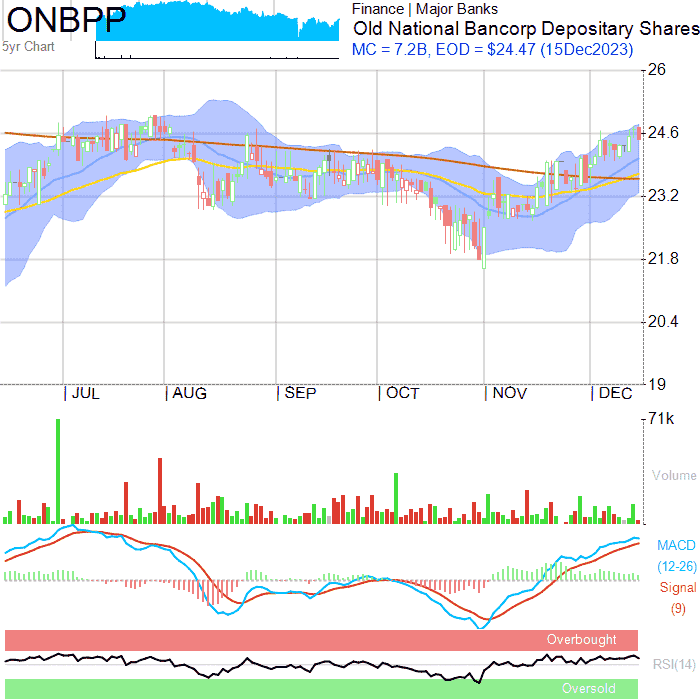 ONBPP
5yr Chart
Finance | Major Banks
Old National Bancorp Depositary Shares
MC = 7.2B, EOD = $24.47 (15Dec2023)
26
24.6
23.2
21.8
20.4
19
JUL AUG SEP OCT NOV DEC
71k
Volume
MACD
(12-26)
Signal
(9)
Overbought
RSI(14)
Oversold